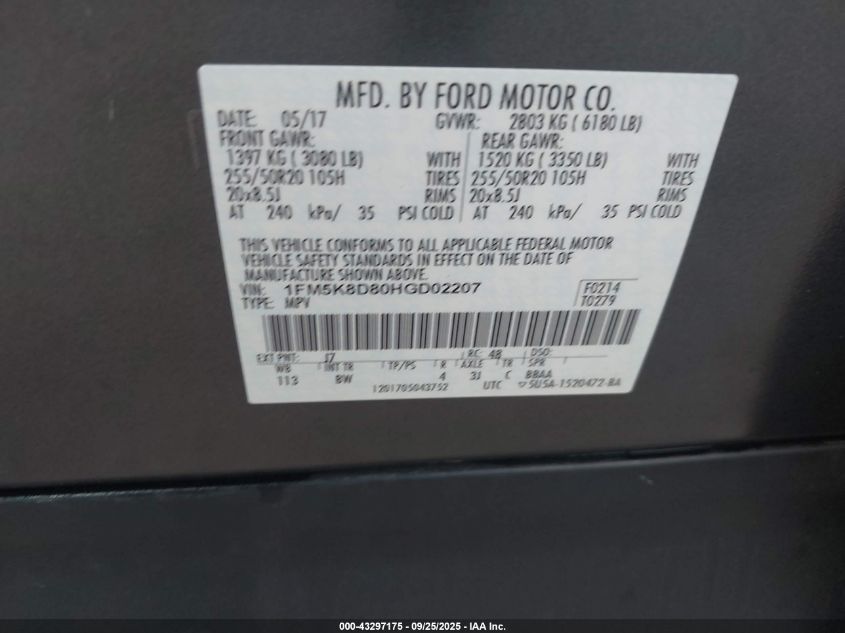 MFD. BY FORD MOTOR CO.
DATE: 05/17 GVWR: 2803 KG ( 6180 LB)
FRONT GAWR: REAR GAWR:
1397 KG ( 3080 LB) WITH 1520 KG ( 3350 LB) WITH
255/50R20 105H TIRES 255/50R20 105H TIRES
20x8.5J RIMS 20x8.5J RIMS
AT 240 kPa/ 35 PSI COLD AT 240 kPa/ 35 PSI COLD
THIS VEHICLE CONFORMS TO ALL APPLICABLE FEDERAL MOTOR
VEHICLE SAFETY STANDARDS IN EFFECT ON THE DATE OF
MANUFACTURE SHOWN ABOVE.
VIN: 1FM5K8D80HGD02207 F0214
TYPE: MPV T0279
EXT PNT: J7 RC: 48 DSO:
WB INT TR TP/PS R AXLE TR SPR
113 BW 4 3J C BBAA
1201705043752 UTC ▽5USA-1520472-BA
000-43297175 - 09/25/2025 - IAA Inc.